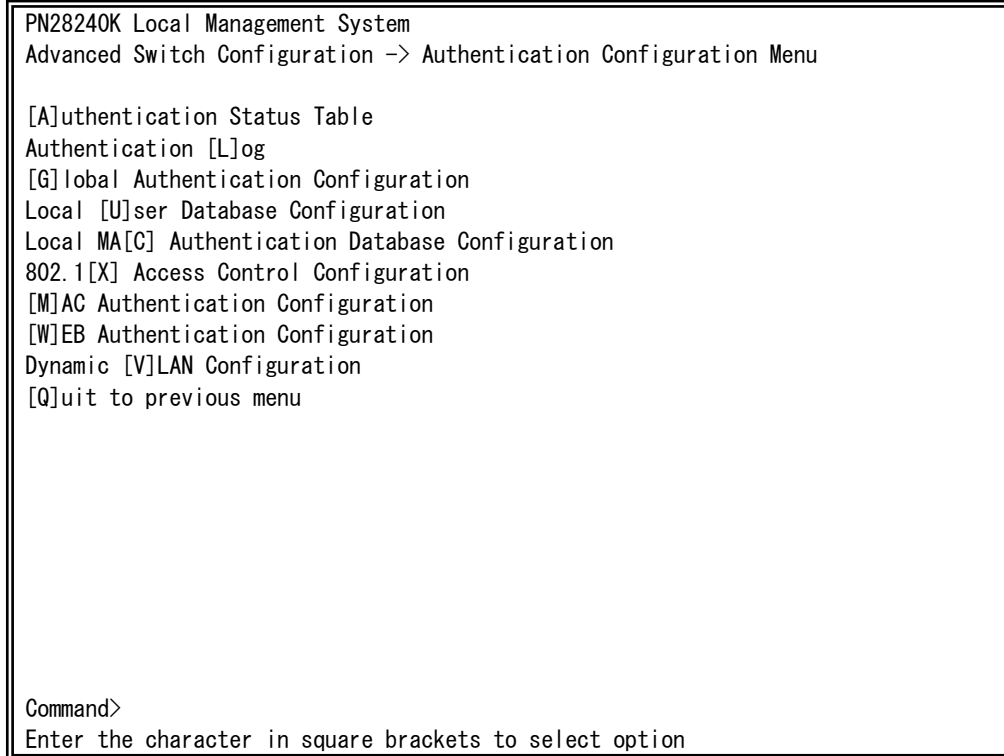 PN28240K Local Management System
Advanced Switch Configuration -> Authentication Configuration Menu
[A]uthentication Status Table
Authentication [L]og
[G]lobal Authentication Configuration
Local [U]ser Database Configuration
Local MA[C] Authentication Database Configuration
802.1[X] Access Control Configuration
[M]AC Authentication Configuration
[W]EB Authentication Configuration
Dynamic [V]LAN Configuration
[Q]uit to previous menu
Command>
Enter the character in square brackets to select option